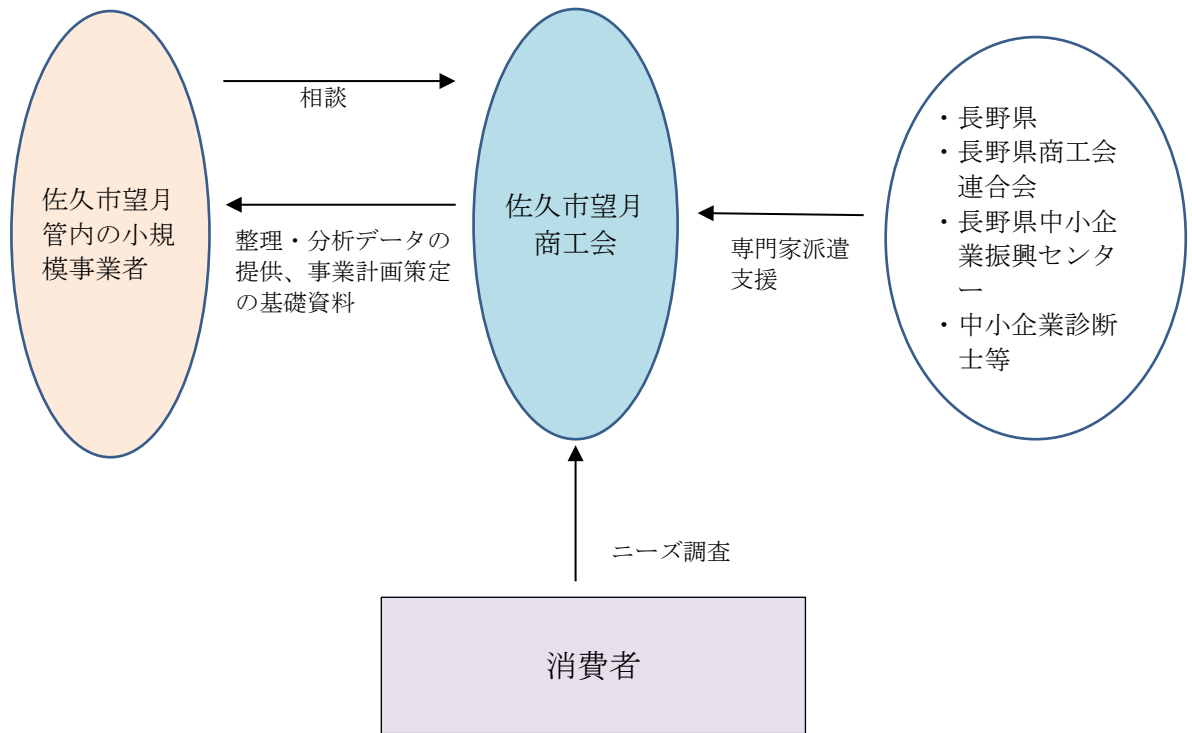 相談
佐久市望月
管内の小規
模事業者
整理・分析データの
提供、事業計画策定
の基礎資料
佐久市望月
商工会
専門家派遣
支援
・長野県
・長野県商工会
連合会
・長野県中小企
業振興センタ
ー
・中小企業診断
士等
ニーズ調査
消費者